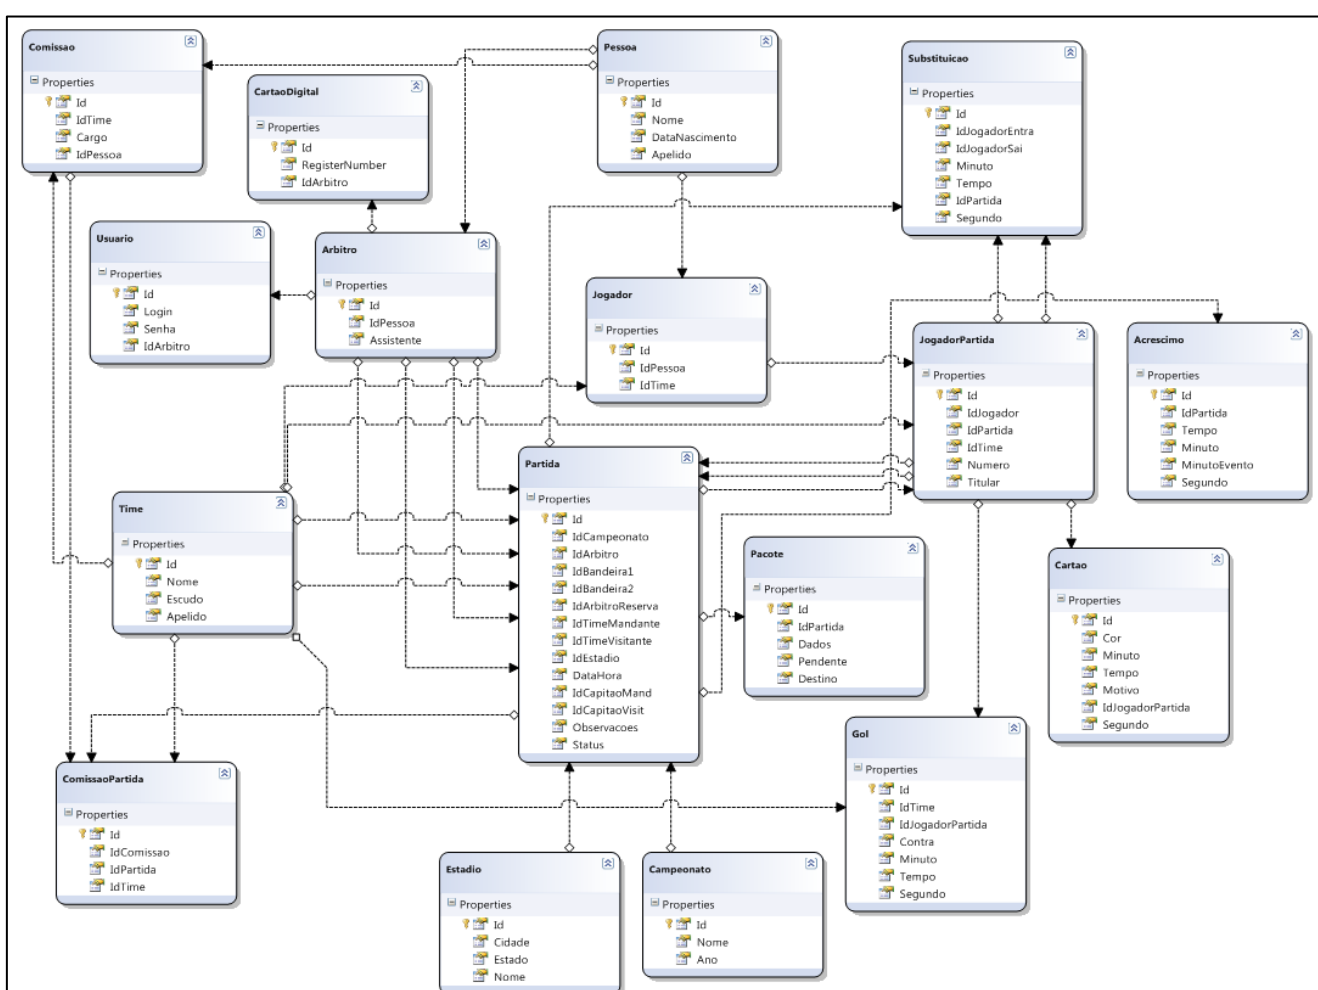 Comissao
Properties
Id
IdTime
Cargo
IdPessoa
CartaoDigital
Properties
Id
RegisterNumber
IdArbitro
Pessoa
Properties
Id
Nome
DataNascimento
Apelido
Substituicao
Properties
Id
IdJogadorEntra
IdJogadorSai
Minuto
Tempo
IdPartida
Segundo
Usuario
Properties
Id
Login
Senha
IdArbitro
Arbitro
Properties
Id
IdPessoa
Assistente
Jogador
Properties
Id
IdPessoa
IdTime
JogadorPartida
Properties
Id
IdJogador
IdPartida
IdTime
Numero
Titular
Acrescimo
Properties
Id
IdPartida
Tempo
Minuto
MinutoEvento
Segundo
Time
Properties
Id
Nome
Escudo
Apelido
Partida
Properties
Id
IdCampeonato
IdArbitro
IdBandeira1
IdBandeira2
IdArbitroReserva
IdTimeMandante
IdTimeVisitante
IdEstadio
DataHora
IdCapitaoMand
IdCapitaoVisit
Observacoes
Status
Pacote
Properties
Id
IdPartida
Dados
Pendente
Destino
Cartao
Properties
Id
Cor
Minuto
Tempo
Motivo
IdJogadorPartida
Segundo
ComissaoPartida
Properties
Id
IdComissao
IdPartida
IdTime
Gol
Properties
Id
IdTime
IdJogadorPartida
Contra
Minuto
Tempo
Segundo
Estadio
Properties
Id
Cidade
Estado
Nome
Campeonato
Properties
Id
Nome
Ano